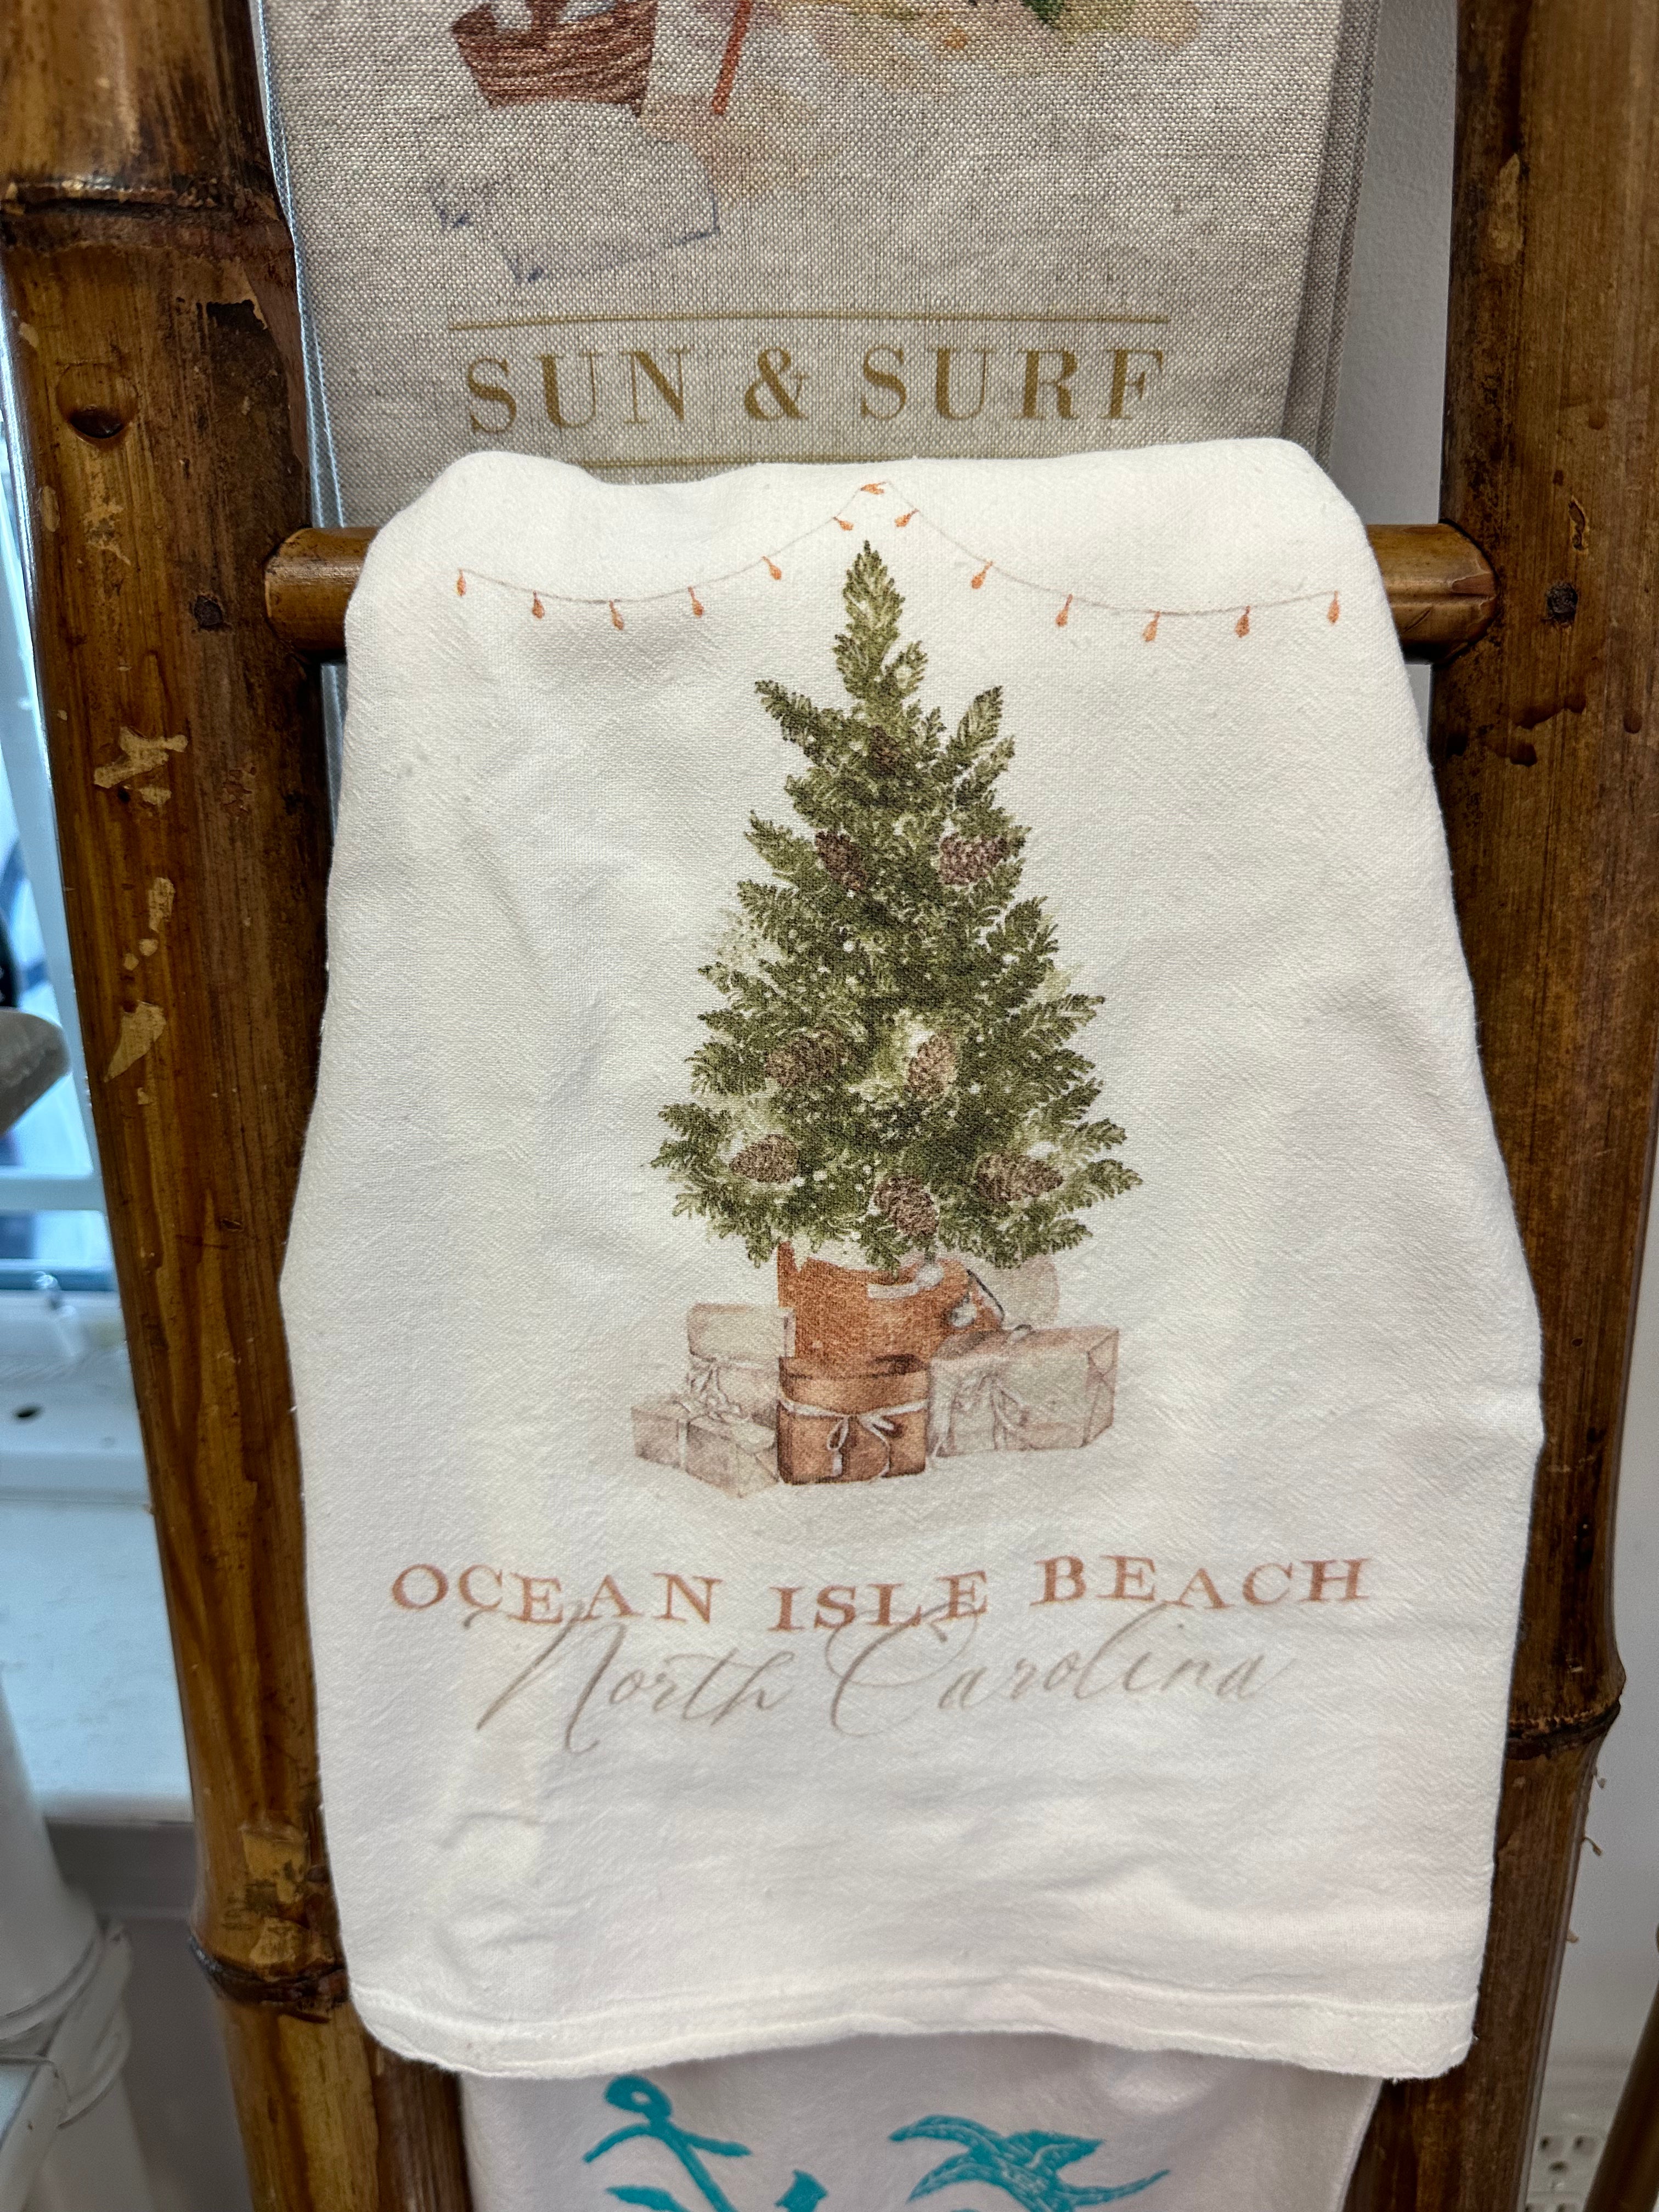 SUN & SURF
OCEAN ISLE BEACH
North Carolina